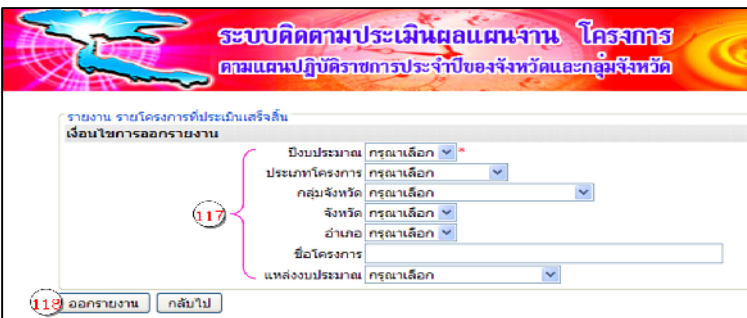 ระบบติดตามประเมินผลแผนงาน โครงการ
ตามแผนปฏิบัติราชการประจำปีของจังหวัดและกลุ่มจังหวัด
รายงาน รายโครงการที่ประเมินเสร็จสิ้น
เงื่อนไขการออกรายงาน
ปีงบประมาณ กรุณาเลือก *
ประเภทโครงการ กรุณาเลือก
กลุ่มจังหวัด กรุณาเลือก
117 จังหวัด กรุณาเลือก
อำเภอ กรุณาเลือก
ชื่อโครงการ
แหล่งงบประมาณ กรุณาเลือก
118 ออกรายงาน กลับไป